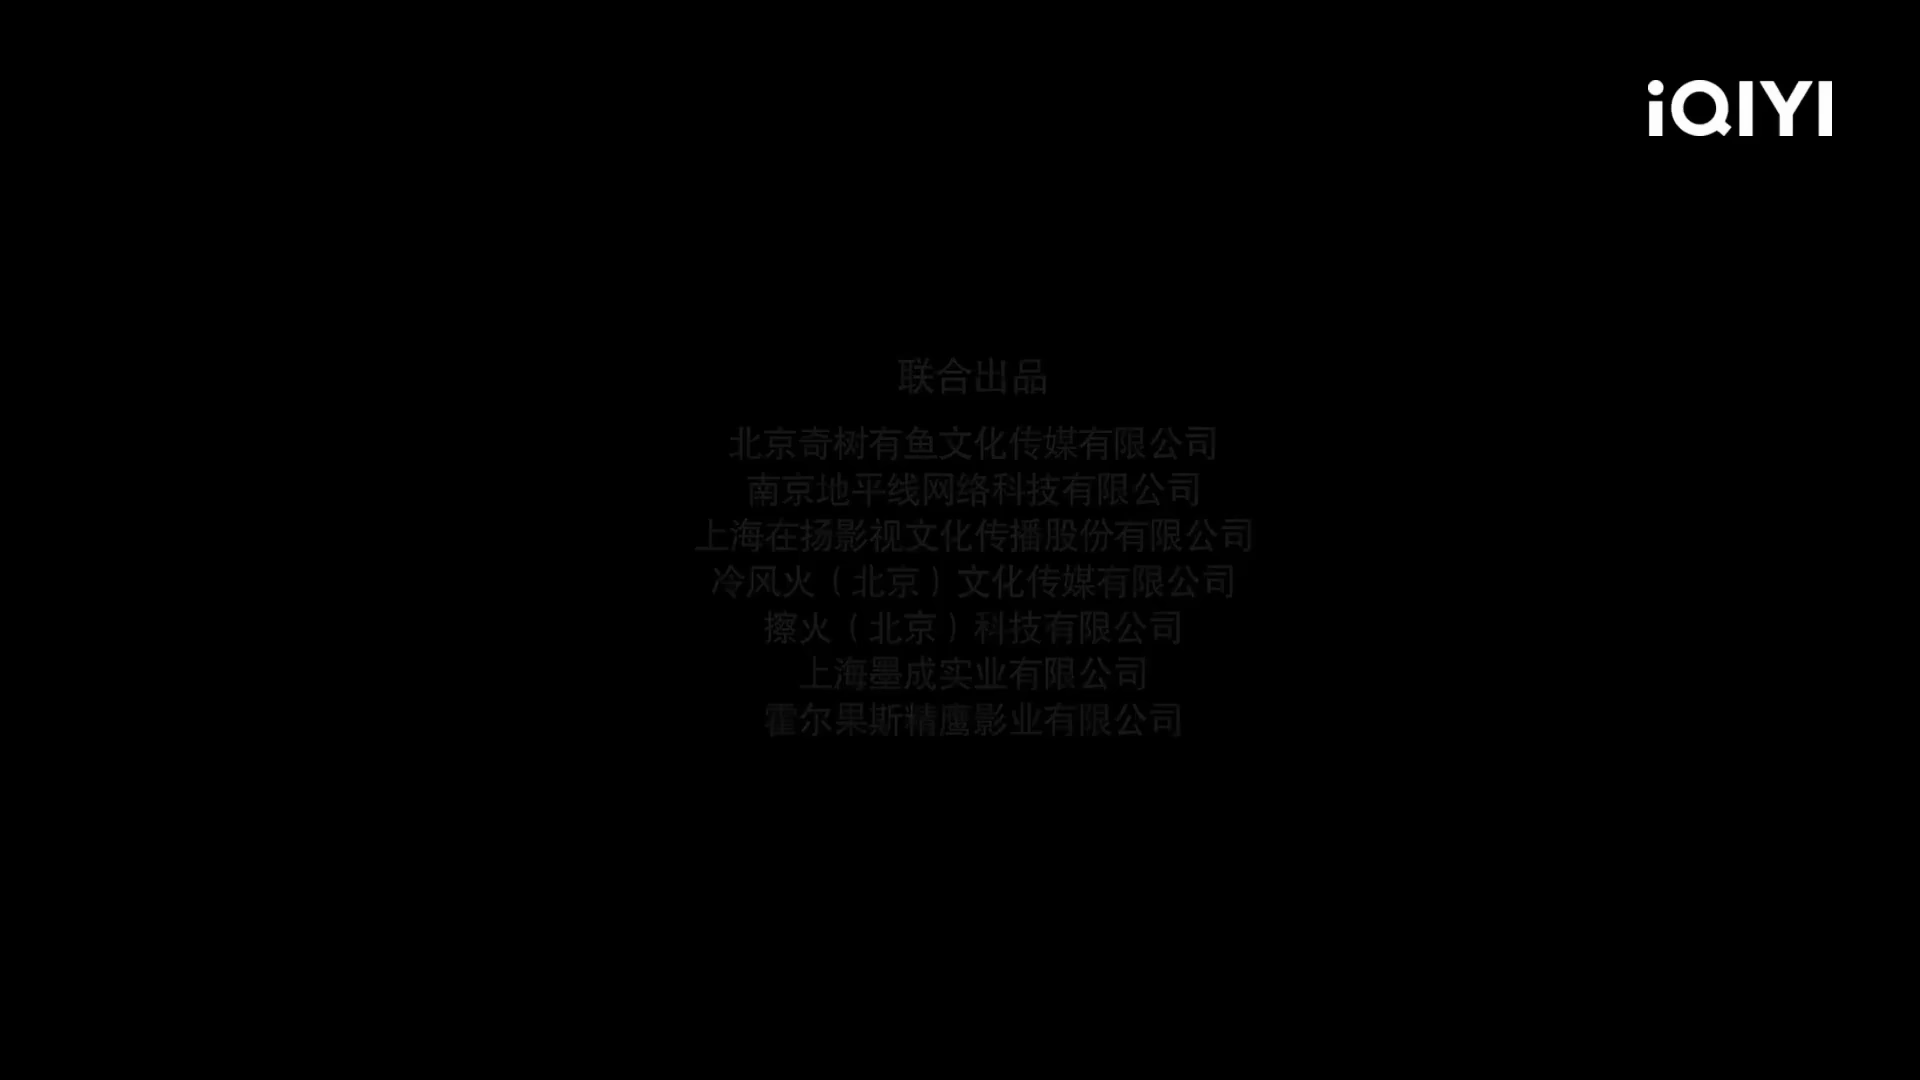 iQIYI
联合出品
北京奇树有鱼文化传媒有限公司
南京地平线网络科技有限公司
上海在扬影视文化传播股份有限公司
冷风火（北京）文化传媒有限公司
擦火（北京）科技有限公司
上海墨成实业有限公司
霍尔果斯精鹰影业有限公司